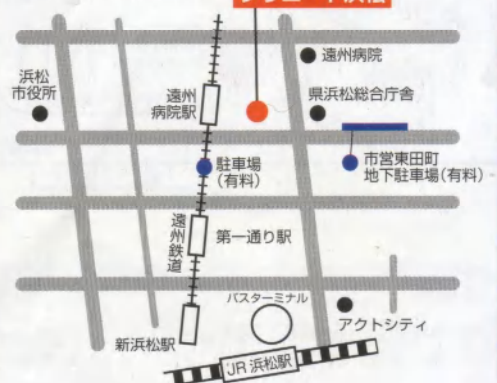 遠州病院
浜松
市役所
遠州
病院駅
県浜松総合庁舎
駐車場
(有料)
市営東田町
地下駐車場(有料)
遠州鉄道
第一通り駅
バスターミナル
アクトシティ
新浜松駅
JR 浜松駅